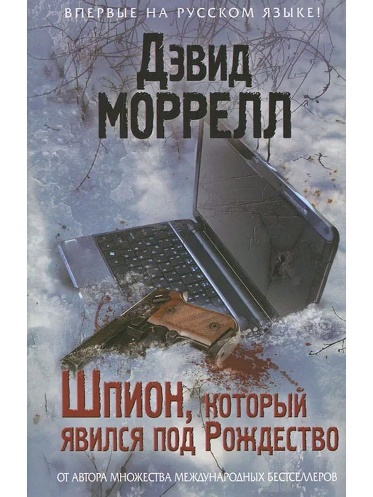 ВПЕРВЫЕ НА РУССКОМ ЯЗЫКЕ!
Дэвид
МОРРЕЛЛ
Шпион, который
явился под Рождество
ОТ АВТОРА МНОЖЕСТВА МЕЖДУНАРОДНЫХ БЕСТСЕЛЛЕРОВ